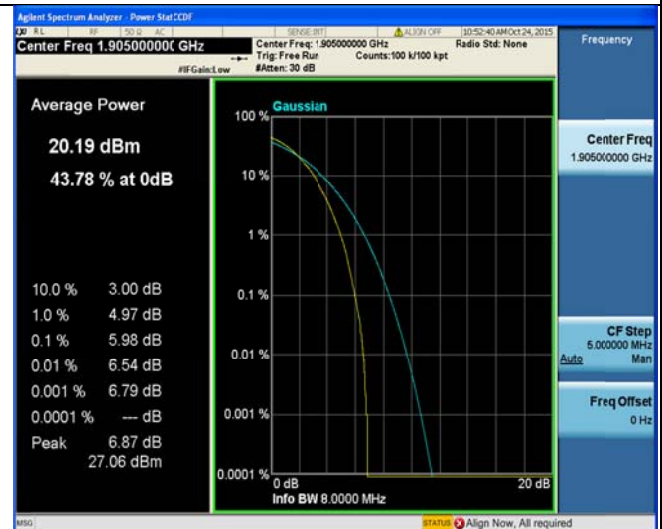 Agilent Spectrum Analyzer - Power Stat CCDF
RL RF 50 Ω AC SENSE:INT ALIGN OFF 10:52:40 AM Oct 24, 2015
Center Freq 1.905000000 GHz
Center Freq: 1.905000000 GHz Radio Std: None
Trig: Free Run Counts:100 k/100 kpt
#IFGain:Low #Atten: 30 dB
Frequency
Average Power
20.19 dBm
43.78 % at 0dB
10.0 % 3.00 dB
1.0 % 4.97 dB
0.1 % 5.98 dB
0.01 % 6.54 dB
0.001 % 6.79 dB
0.0001 % --- dB
Peak 6.87 dB
27.06 dBm
Gaussian
100 %
10 %
1 %
0.1 %
0.01 %
0.001 %
0.0001 %
0 dB 20 dB
Info BW 8.0000 MHz
Center Freq
1.905000000 GHz
CF Step
5.000000 MHz
Auto Man
Freq Offset
0 Hz
MSG STATUS Align Now, All required